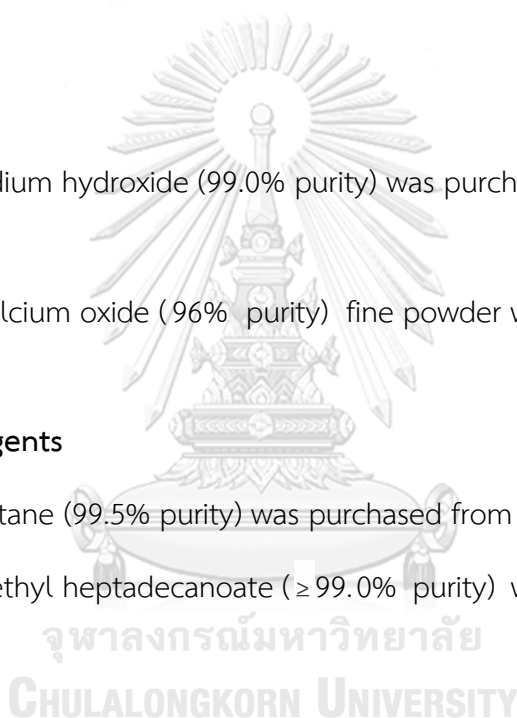 dium hydroxide (99.0% purity) was purch
lcium oxide (96% purity) fine powder w
gents
tane (99.5% purity) was purchased from
ethyl heptadecanoate (≥99.0% purity) w
จุฬาลงกรณ์มหาวิทยาลัย
CHULALONGKORN UNIVERSITY